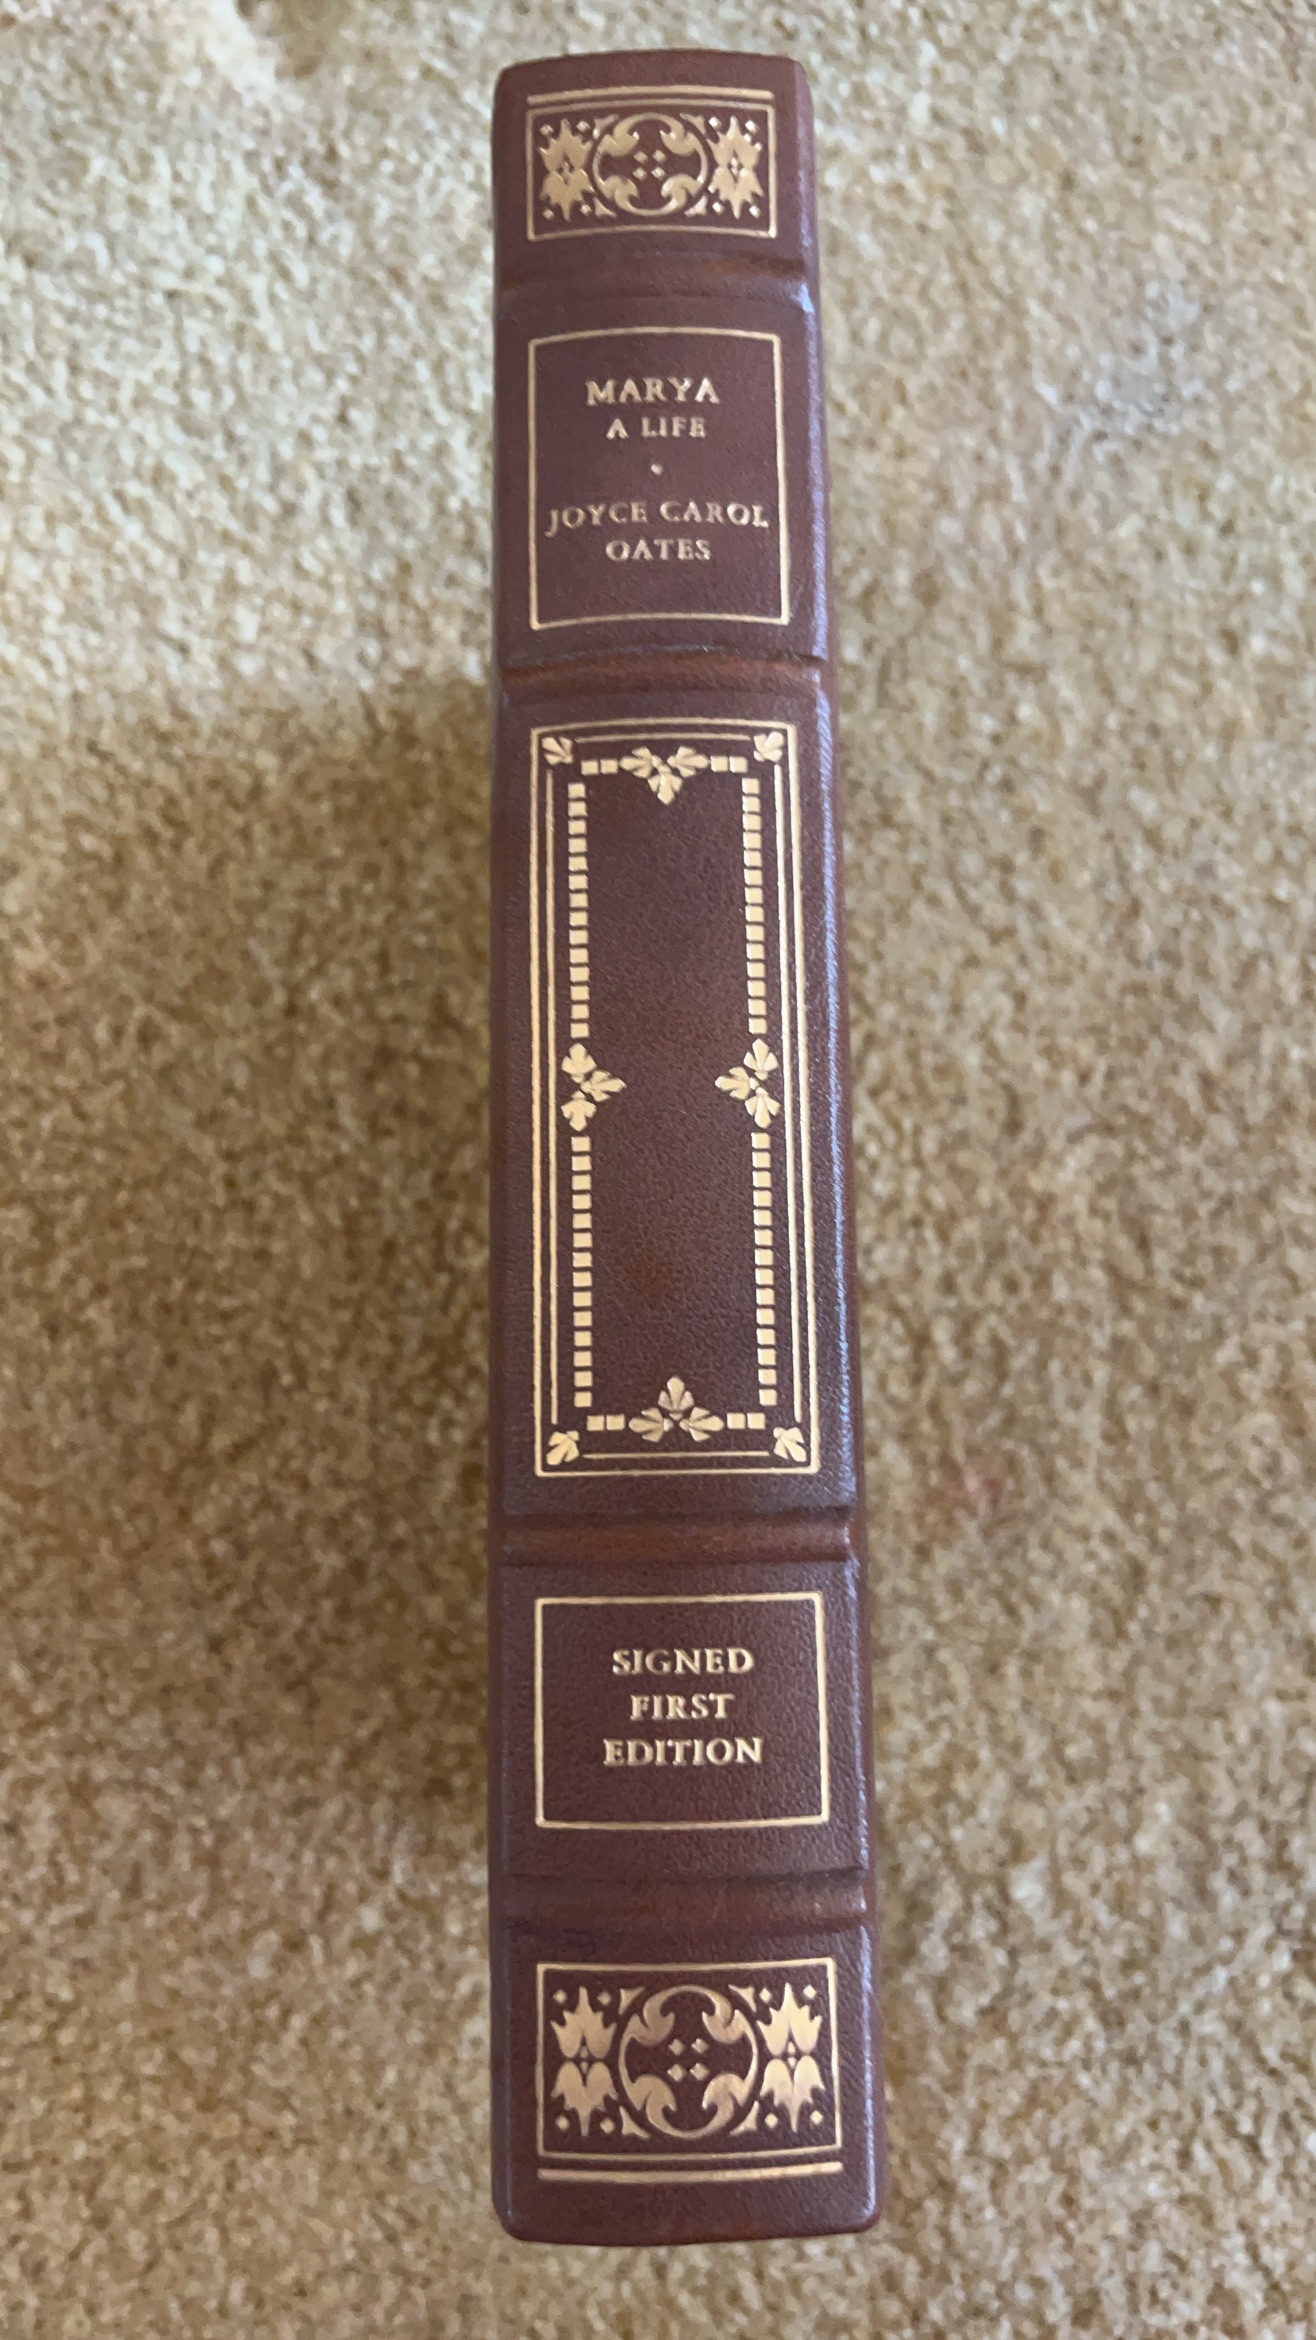 MARYA
A LIFE
•
JOYCE CAROL
OATES
SIGNED
FIRST
EDITION